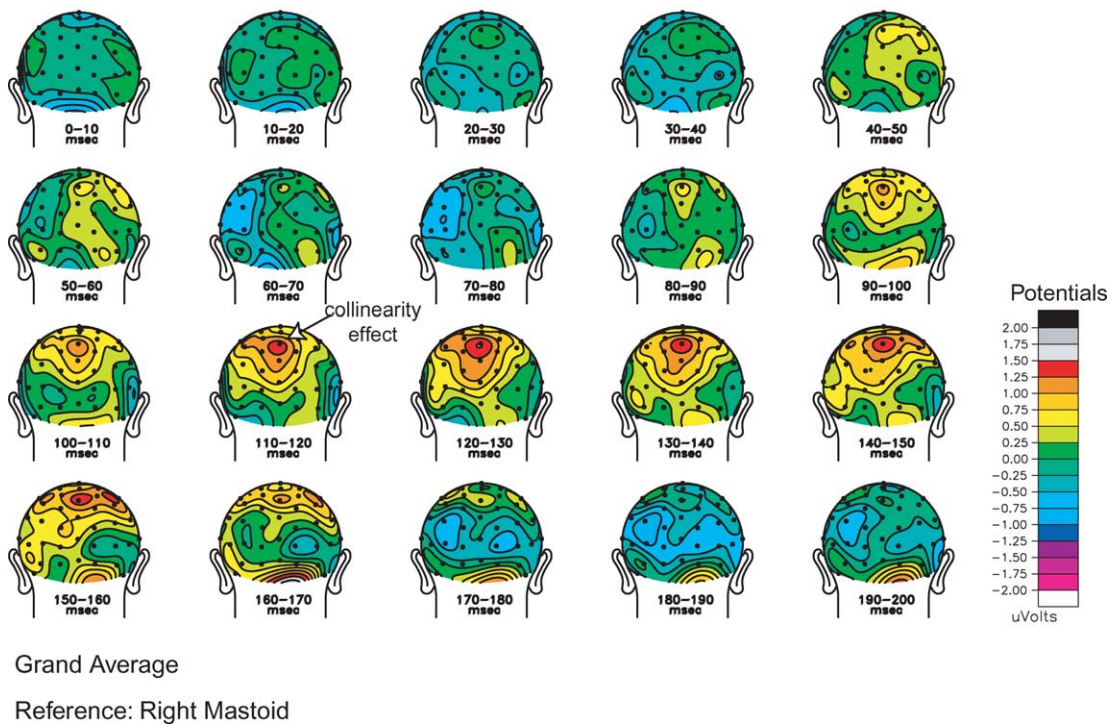 0-10
msec
10-20
msec
20-30
msec
30-40
msec
40-50
msec
50-60
msec
60-70
msec
70-80
msec
80-90
msec
90-100
msec
collinearity
effect
100-110
msec
110-120
msec
120-130
msec
130-140
msec
140-150
msec
150-160
msec
160-170
msec
170-180
msec
180-190
msec
190-200
msec
Potentials
2.00
1.75
1.50
1.25
1.00
0.75
0.50
0.25
0.00
-0.25
-0.50
-0.75
-1.00
-1.25
-1.50
-1.75
-2.00
uVolts
Grand Average
Reference: Right Mastoid